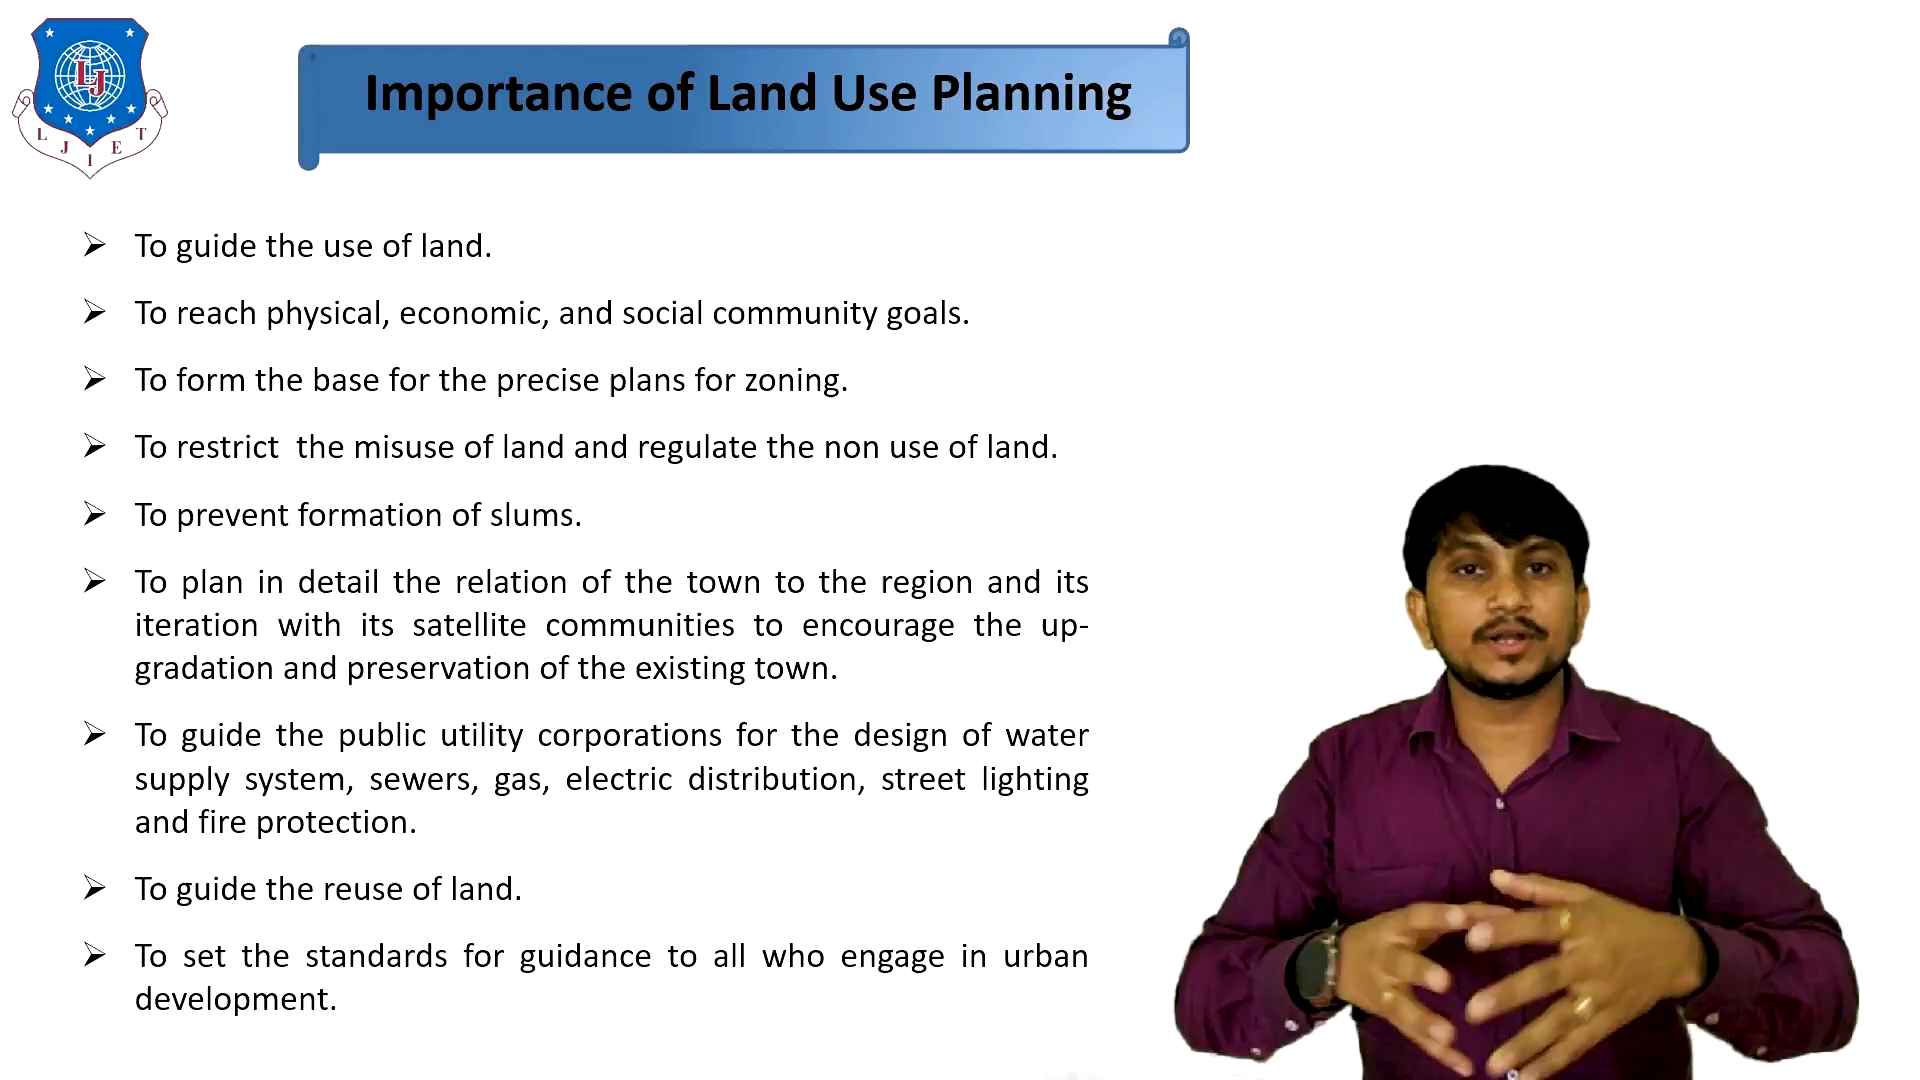 LJ
L J I E T
Importance of Land Use Planning
To guide the use of land.
To reach physical, economic, and social community goals.
To form the base for the precise plans for zoning.
To restrict  the misuse of land and regulate the non use of land.
To prevent formation of slums.
To plan in detail the relation of the town to the region and its
iteration with its satellite communities to encourage the up-
gradation and preservation of the existing town.
To guide the public utility corporations for the design of water
supply system, sewers, gas, electric distribution, street lighting
and fire protection.
To guide the reuse of land.
To set the standards for guidance to all who engage in urban
development.